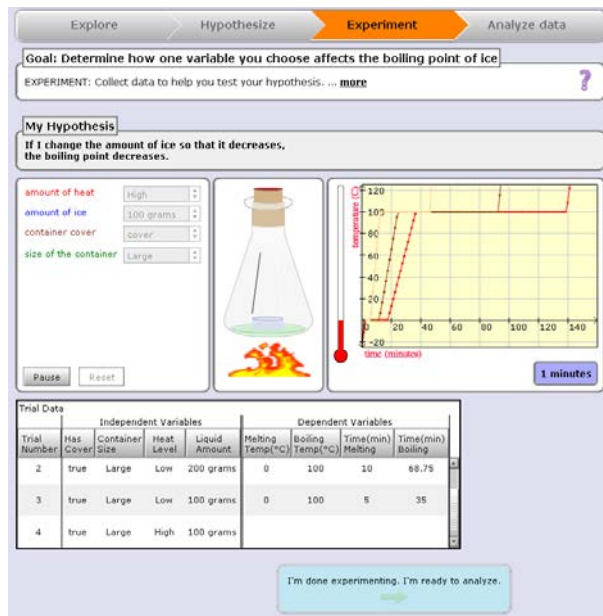 Explore
Hypothesize
Experiment
Analyze data
Goal: Determine how one variable you choose affects the boiling point of ice
EXPERIMENT: Collect data to help you test your hypothesis. ... more
?
My Hypothesis
If I change the amount of ice so that it decreases,
the boiling point decreases.
amount of heat High
amount of ice 100 grams
container cover cover
size of the container Large
Pause Reset
temperature (C)
120
100
80
60
40
20
-20
0 20 40 60 80 100 120 140
time (minutes)
1 minutes
Trial Data
Independent Variables Dependent Variables
Trial Number Has Cover Container Size Heat Level Liquid Amount Melting Temp(°C) Boiling Temp(°C) Time(min) Melting Time(min) Boiling
2 true Large Low 200 grams 0 100 10 68.75
3 true Large Low 100 grams 0 100 5 35
4 true Large High 100 grams
I'm done experimenting. I'm ready to analyze.